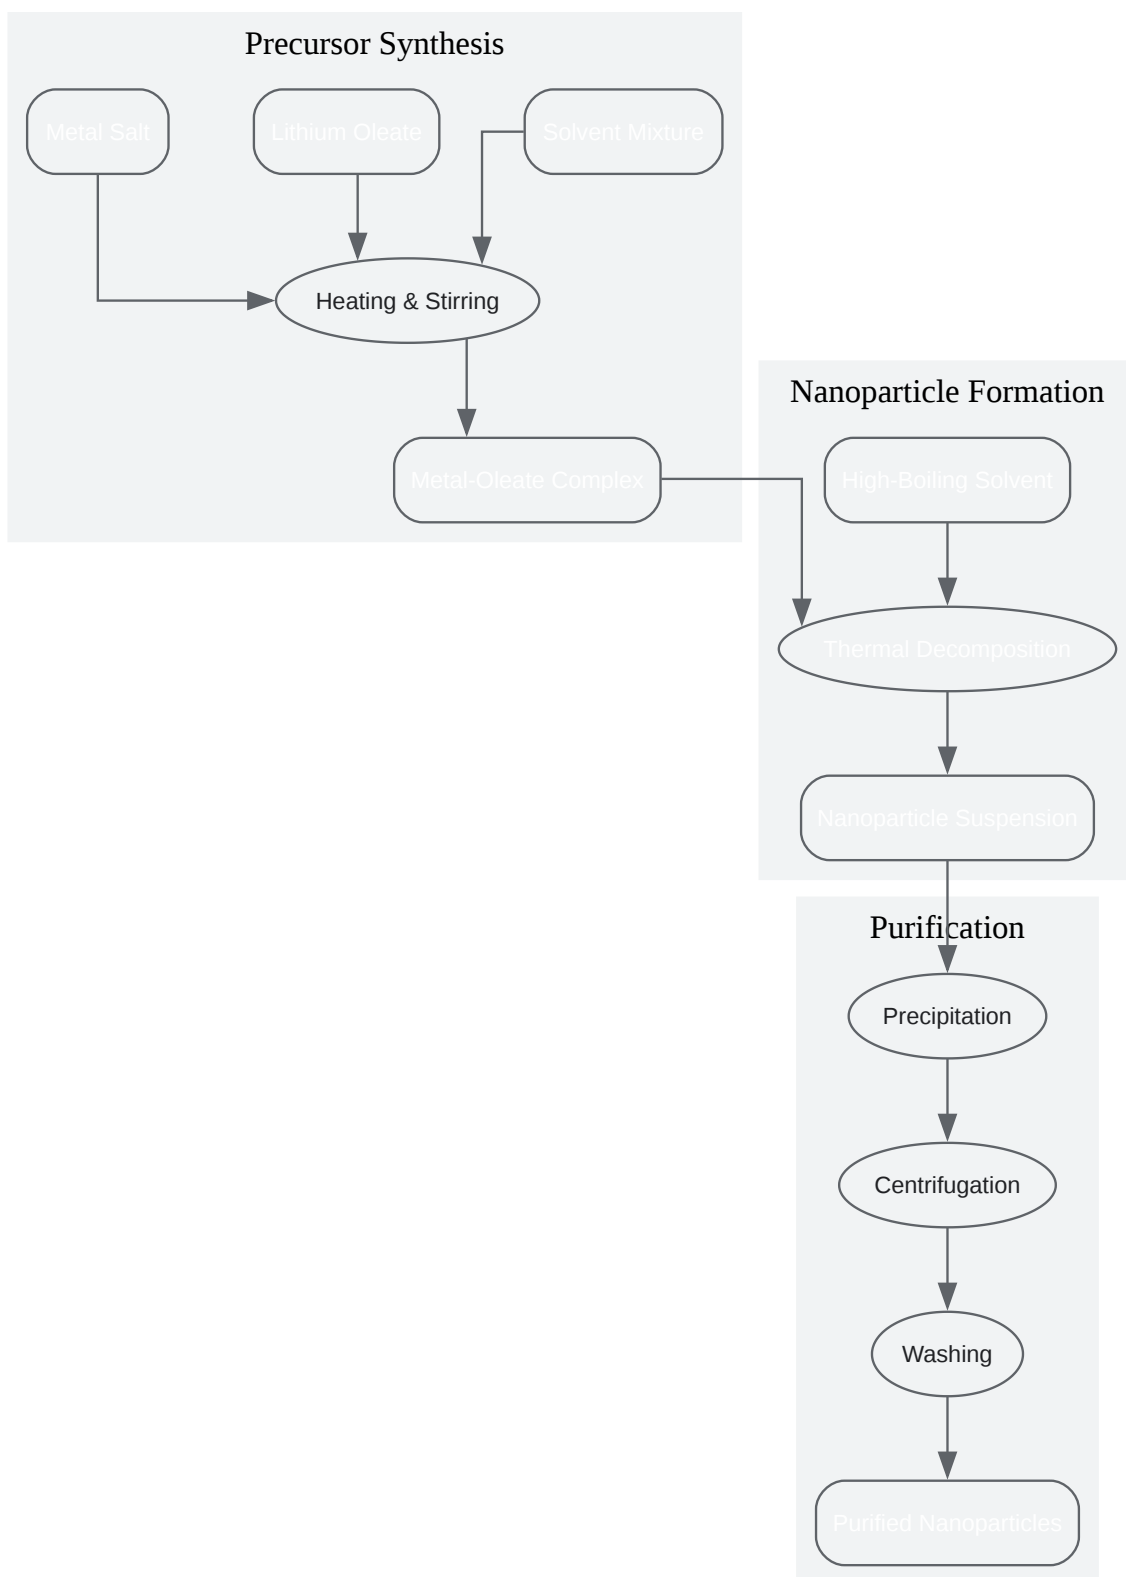 Precursor Synthesis
Metal Salt
Lithium Oleate
Solvent Mixture
Heating & Stirring
Metal-Oleate Complex
Nanoparticle Formation
High-Boiling Solvent
Thermal Decomposition
Nanoparticle Suspension
Purification
Precipitation
Centrifugation
Washing
Purified Nanoparticles